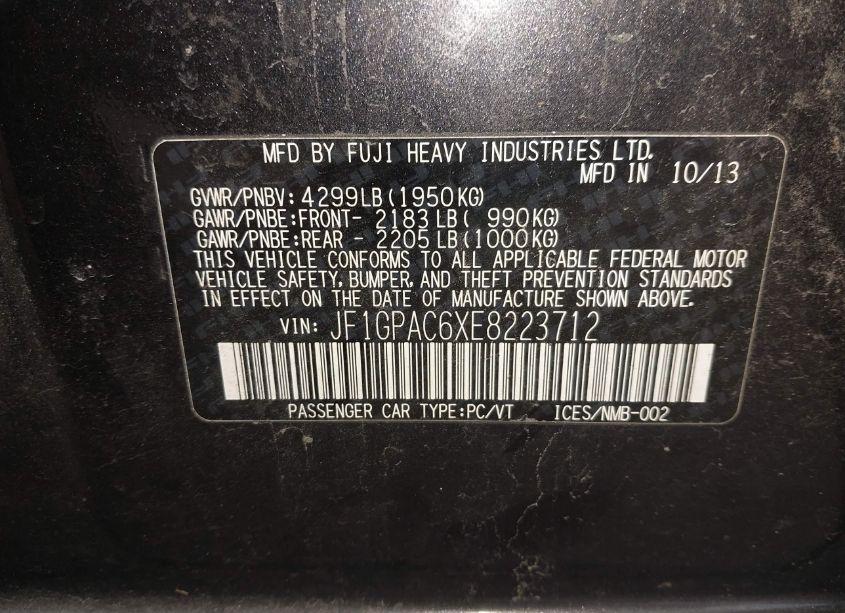 MFD BY FUJI HEAVY INDUSTRIES LTD.
MFD IN 10/13
GVWR/PNBV: 4299LB(1950KG)
GAWR/PNBE:FRONT- 2183 LB( 990KG)
GAWR/PNBE:REAR - 2205 LB(1000KG)
THIS VEHICLE CONFORMS TO ALL APPLICABLE FEDERAL MOTOR
VEHICLE SAFETY, BUMPER, AND THEFT PREVENTION STANDARDS
IN EFFECT ON THE DATE OF MANUFACTURE SHOWN ABOVE.
VIN: JF1GPAC6XE8223712
PASSENGER CAR TYPE:PC/VT ICES/NMB-002